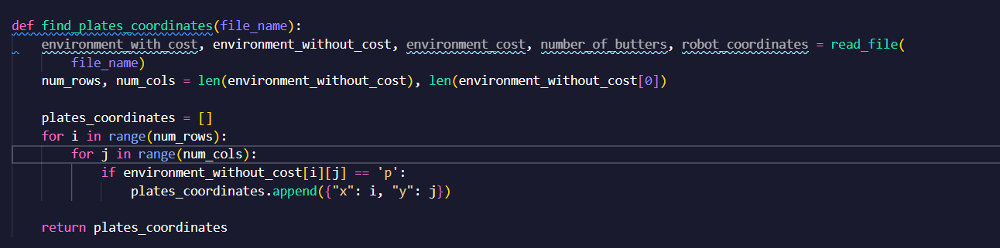 def find_plates_coordinates(file_name):
    environment_with_cost, environment_without_cost, environment_cost, number_of_butters, robot_coordinates = read_file(
        file_name)
    num_rows, num_cols = len(environment_without_cost), len(environment_without_cost[0])
    plates_coordinates = []
    for i in range(num_rows):
        for j in range(num_cols):
            if environment_without_cost[i][j] == 'p':
                plates_coordinates.append({"x": i, "y": j})
    return plates_coordinates